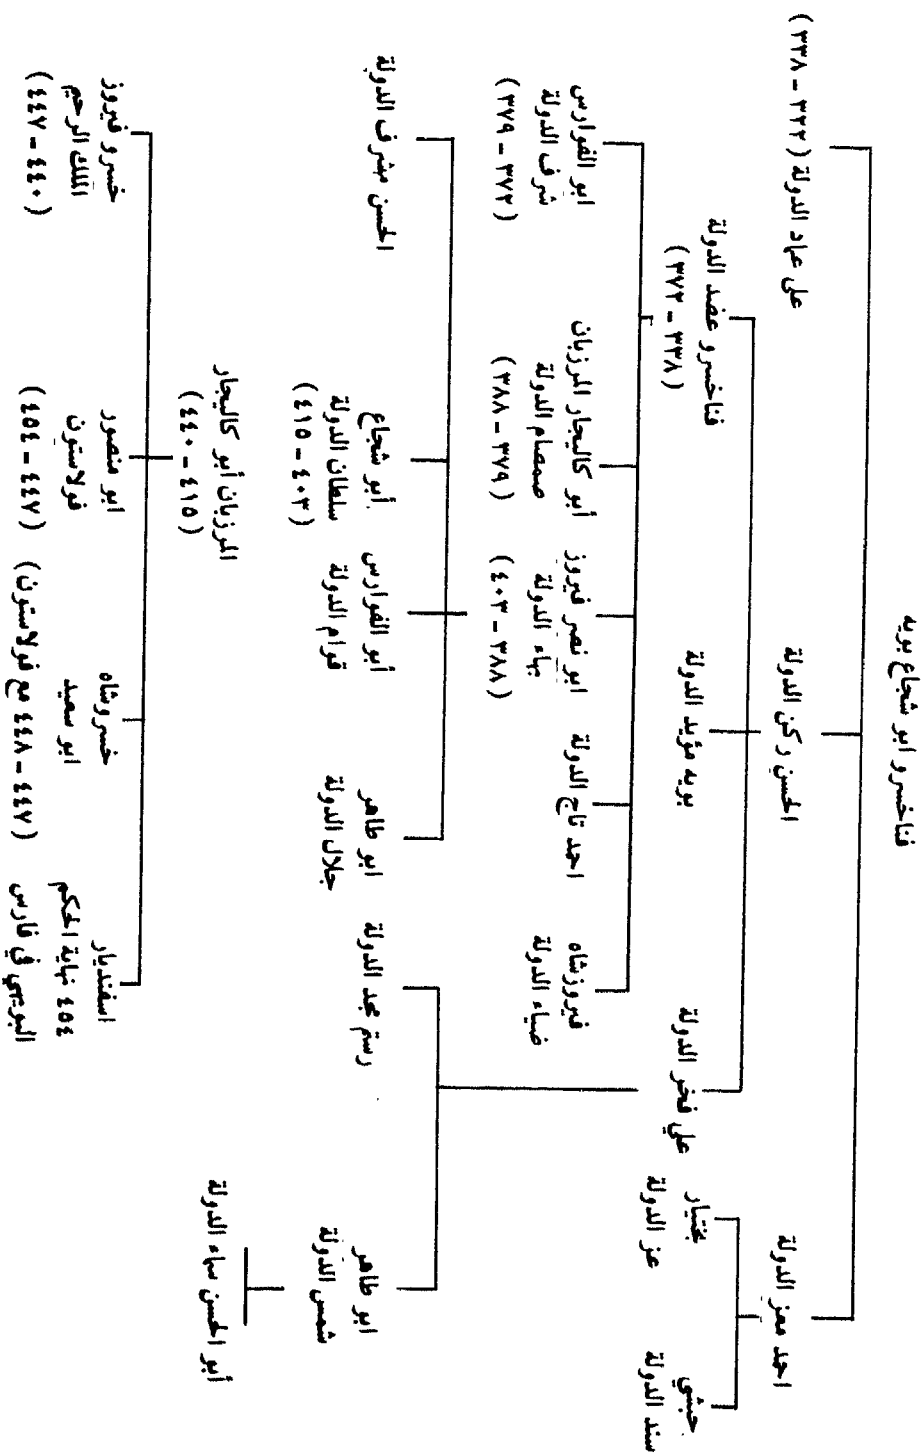 فناخسرو ابو شجاع بويه
احمد معز الدولة
الحسن ركن الدولة
علي عماد الدولة (٣٢٢ – ٣٣٨)
حبشي
سند الدولة
بختيار
عز الدولة
علي فخر الدولة
بويه مؤيد الدولة
فناخسرو عضد الدولة
(٣٣٨ – ٣٧٢)
فيروزشاه
ضياء الدولة
احمد تاج الدولة
ابو نصر فيروز
بهاء الدولة
(٣٨٨ – ٤٠٣)
أبو كاليجار المرزبان
صمصام الدولة
(٣٧٩ – ٣٨٨)
ابو الفوارس
شرف الدولة
(٣٧٢ – ٣٧٩)
ابو طاهر
شمس الدولة
رستم مجد الدولة
ابو طاهر
جلال الدولة
أبو الفوارس
قوام الدولة
أبو شجاع
سلطان الدولة
(٤٠٣ – ٤١٥)
الحسن مشرف الدولة
أبو الحسن سماء الدولة
المرزبان أبو كاليجار
(٤١٥ – ٤٤٠)
اسفنديار
٤٥٤ نهاية الحكم
البويهي في فارس
خسروشاه
ابو سعيد
(٤٤٧ – ٤٤٨ مع فولاستون)
ابو منصور
فولاستون
(٤٤٧ – ٤٥٤)
خسرو فيروز
الملك الرحيم
(٤٤٠ – ٤٤٧)